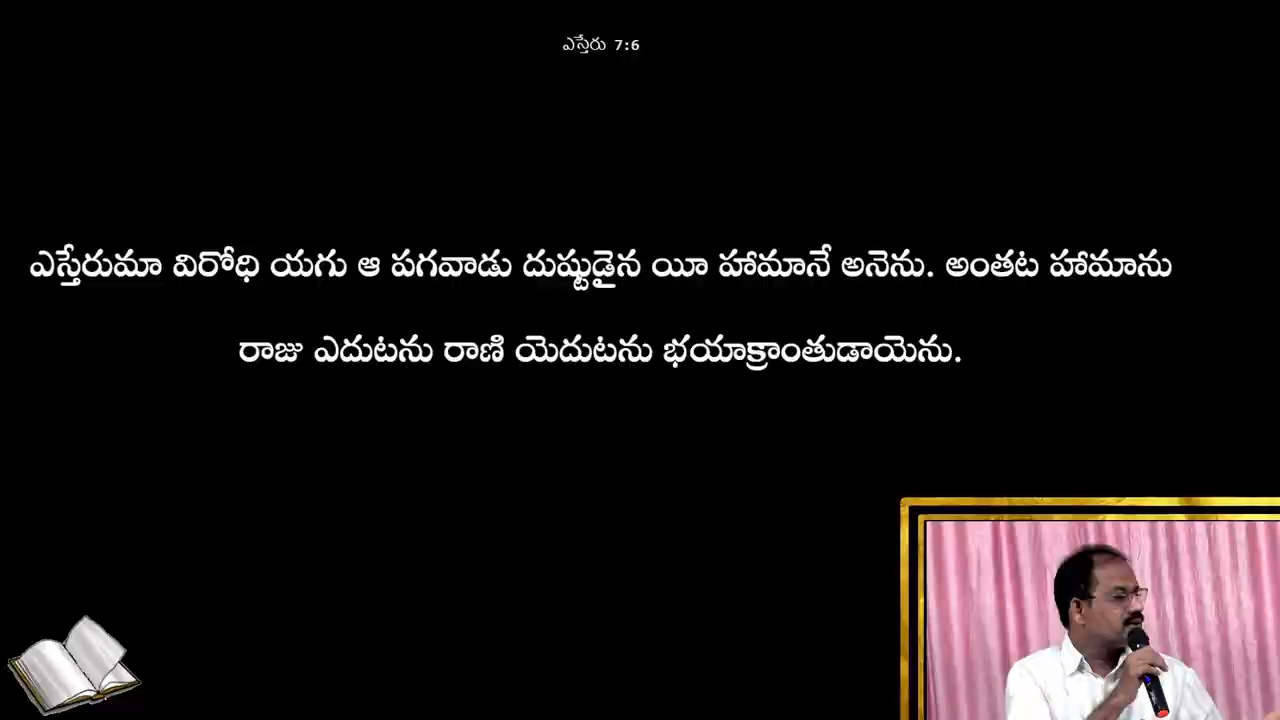 ఎస్తేరు 7:6
ఎస్తేరుమా విరోధి యగు ఆ పగవాడు దుష్టుడైన యీ హామానే అనెను. అంతట హామాను
రాజు ఎదుటను రాణి యెదుటను భయాక్రాంతుడాయెను.